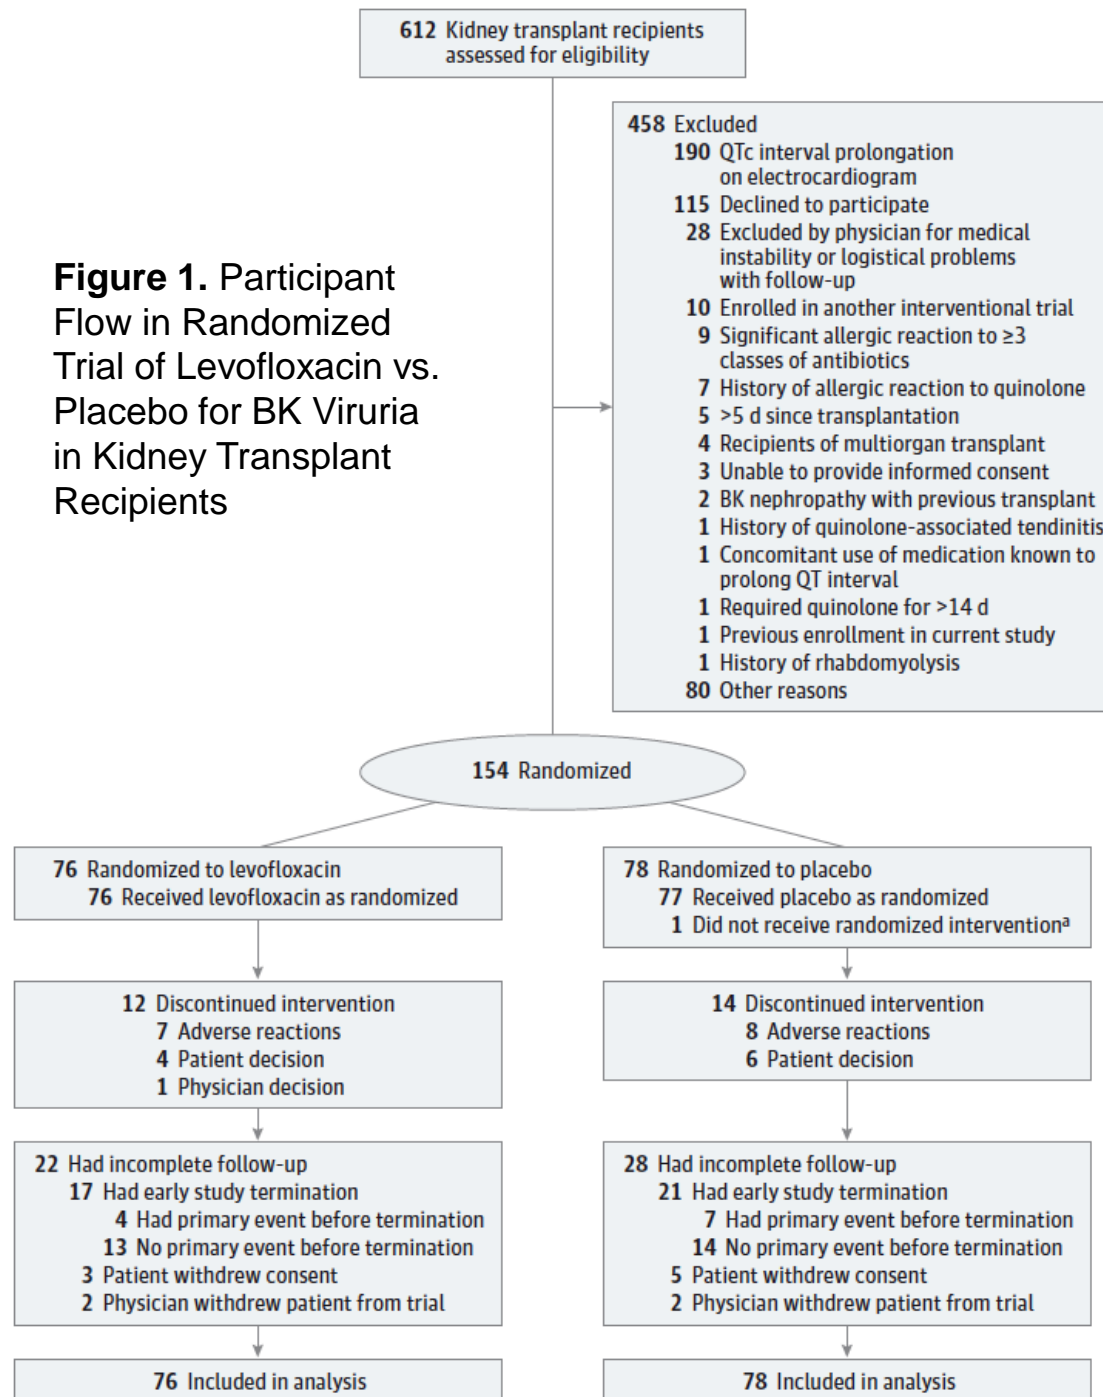 612 Kidney transplant recipients
assessed for eligibility
458 Excluded
190 QTc interval prolongation
on electrocardiogram
115 Declined to participate
28 Excluded by physician for medical
instability or logistical problems
with follow-up
10 Enrolled in another interventional trial
9 Significant allergic reaction to ≥3
classes of antibiotics
7 History of allergic reaction to quinolone
5 >5 d since transplantation
4 Recipients of multiorgan transplant
3 Unable to provide informed consent
2 BK nephropathy with previous transplant
1 History of quinolone-associated tendinitis
1 Concomitant use of medication known to
prolong QT interval
1 Required quinolone for >14 d
1 Previous enrollment in current study
1 History of rhabdomyolysis
80 Other reasons
Figure 1. Participant
Flow in Randomized
Trial of Levofloxacin vs.
Placebo for BK Viruria
in Kidney Transplant
Recipients
154 Randomized
76 Randomized to levofloxacin
76 Received levofloxacin as randomized
78 Randomized to placebo
77 Received placebo as randomized
1 Did not receive randomized interventionᵃ
12 Discontinued intervention
7 Adverse reactions
4 Patient decision
1 Physician decision
14 Discontinued intervention
8 Adverse reactions
6 Patient decision
22 Had incomplete follow-up
17 Had early study termination
4 Had primary event before termination
13 No primary event before termination
3 Patient withdrew consent
2 Physician withdrew patient from trial
28 Had incomplete follow-up
21 Had early study termination
7 Had primary event before termination
14 No primary event before termination
5 Patient withdrew consent
2 Physician withdrew patient from trial
76 Included in analysis
78 Included in analysis